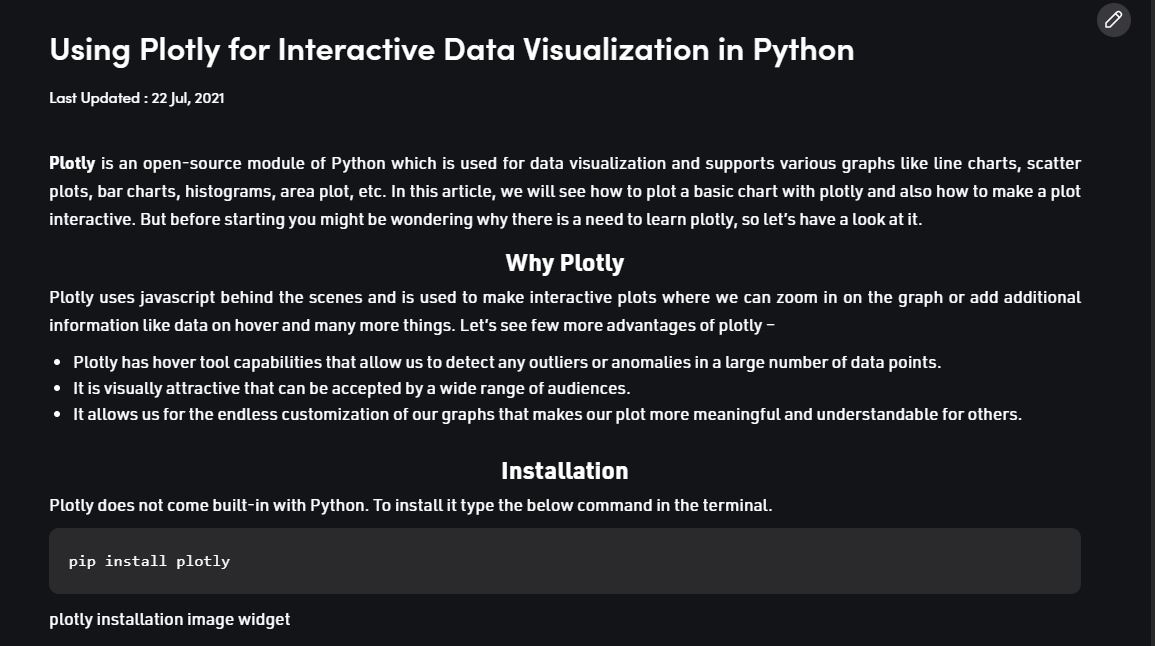 Using Plotly for Interactive Data Visualization in Python
Last Updated : 22 Jul, 2021
Plotly is an open-source module of Python which is used for data visualization and supports various graphs like line charts, scatter
plots, bar charts, histograms, area plot, etc. In this article, we will see how to plot a basic chart with plotly and also how to make a plot
interactive. But before starting you might be wondering why there is a need to learn plotly, so let's have a look at it.
Why Plotly
Plotly uses javascript behind the scenes and is used to make interactive plots where we can zoom in on the graph or add additional
information like data on hover and many more things. Let's see few more advantages of plotly –
• Plotly has hover tool capabilities that allow us to detect any outliers or anomalies in a large number of data points.
• It is visually attractive that can be accepted by a wide range of audiences.
• It allows us for the endless customization of our graphs that makes our plot more meaningful and understandable for others.
Installation
Plotly does not come built-in with Python. To install it type the below command in the terminal.
pip install plotly
plotly installation image widget